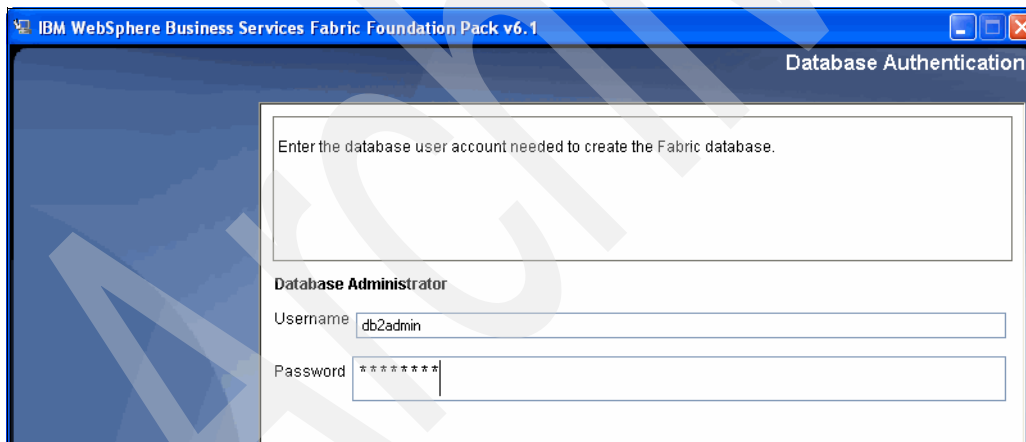 IBM WebSphere Business Services Fabric Foundation Pack v6.1
Database Authentication
Enter the database user account needed to create the Fabric database.
Database Administrator
Username db2admin
Password ********